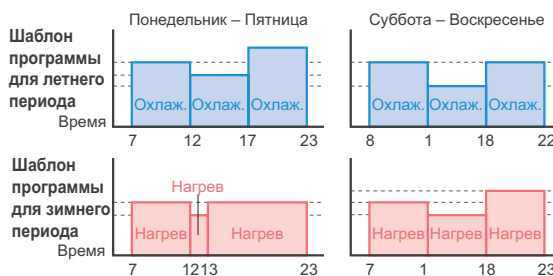 Понедельник – Пятница
Суббота – Воскресенье
Шаблон
программы
для летнего
периода
Время
Охлаж. Охлаж. Охлаж.
7 12 17 23
Охлаж. Охлаж. Охлаж.
8 1 18 22
Шаблон
программы
для зимнего
периода
Время
Нагрев
Нагрев Нагрев
7 12 13 23
Нагрев Нагрев Нагрев
7 1 18 23